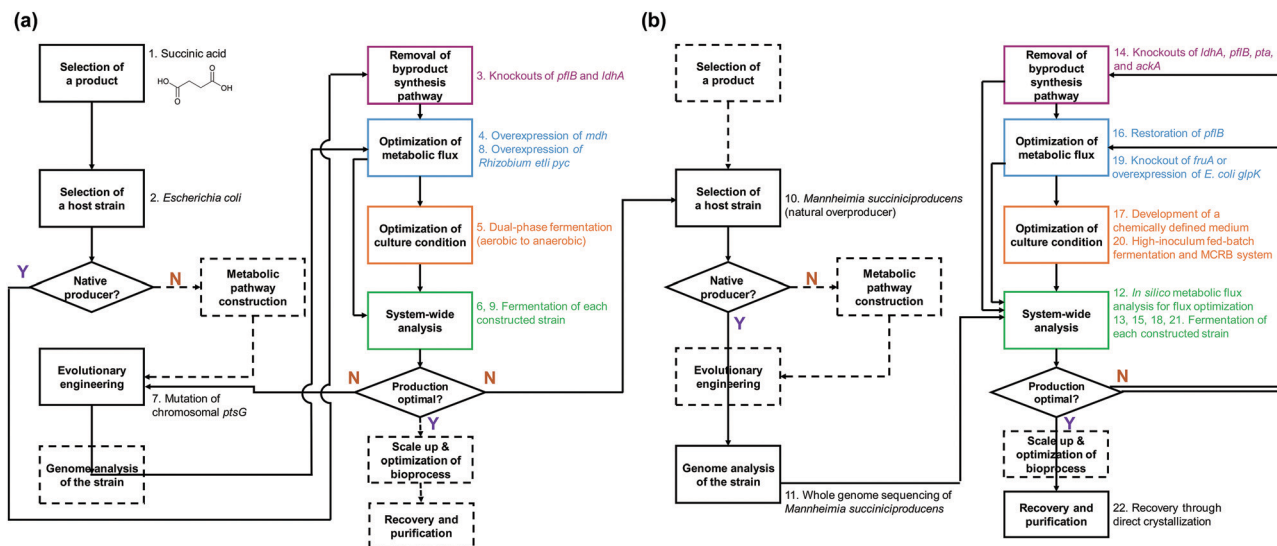 (a)
Selection of
a product
1. Succinic acid
HO
O
O
OH
Selection of
a host strain
2. Escherichia coli
Y
Native
producer?
N
Metabolic
pathway
construction
Evolutionary
engineering
7. Mutation of
chromosomal ptsG
Genome analysis
of the strain
Removal of
byproduct
synthesis
pathway
3. Knockouts of pflB and ldhA
Optimization of
metabolic flux
4. Overexpression of mdh
8. Overexpression of
Rhizobium etli pyc
Optimization of
culture condition
5. Dual-phase fermentation
(aerobic to anaerobic)
System-wide
analysis
6, 9. Fermentation of each
constructed strain
N
Production
optimal?
N
Y
Scale up &
optimization of
bioprocess
Recovery and
purification
(b)
Selection of
a product
Selection of
a host strain
10. Mannheimia succiniciproducens
(natural overproducer)
Native
producer?
N
Metabolic
pathway
construction
Y
Evolutionary
engineering
Genome analysis
of the strain
11. Whole genome sequencing of
Mannheimia succiniciproducens
Removal of
byproduct
synthesis
pathway
14. Knockouts of ldhA, pflB, pta,
and ackA
Optimization of
metabolic flux
16. Restoration of pflB
19. Knockout of fruA or
overexpression of E. coli glpK
Optimization of
culture condition
17. Development of a
chemically defined medium
20. High-inoculum fed-batch
fermentation and MCRB system
System-wide
analysis
12. In silico metabolic flux
analysis for flux optimization
13, 15, 18, 21. Fermentation of
each constructed strain
Production
optimal?
N
Y
Scale up &
optimization of
bioprocess
Recovery and
purification
22. Recovery through
direct crystallization